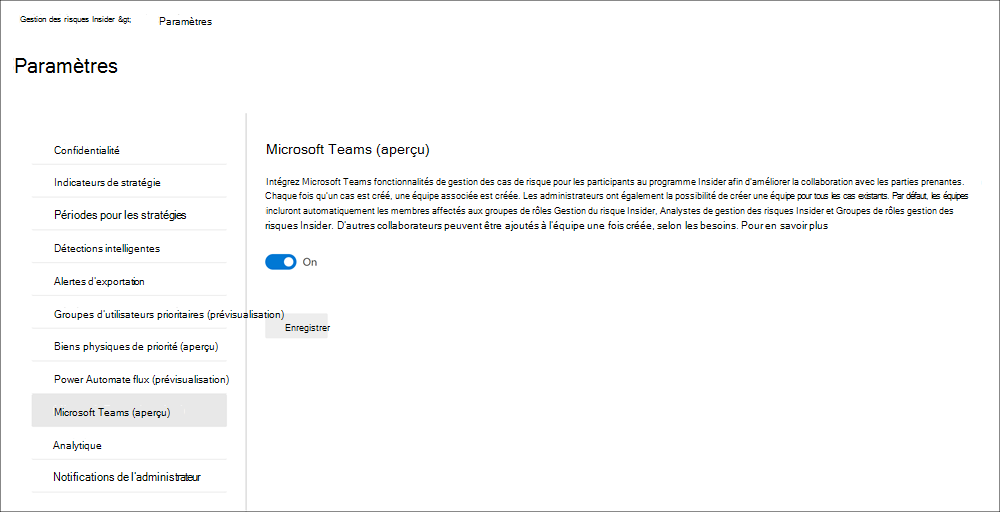 Gestion des risques Insider &gt; Paramètres
Paramètres
Confidentialité
Indicateurs de stratégie
Périodes pour les stratégies
Détections intelligentes
Alertes d'exportation
Groupes d'utilisateurs prioritaires (prévisualisation)
Biens physiques de priorité (aperçu)
Power Automate flux (prévisualisation)
Microsoft Teams (aperçu)
Analytique
Notifications de l'administrateur
Microsoft Teams (aperçu)
Intégrez Microsoft Teams fonctionnalités de gestion des cas de risque pour les participants au programme Insider afin d'améliorer la collaboration avec les parties prenantes.
Chaque fois qu'un cas est créé, une équipe associée est créée. Les administrateurs ont également la possibilité de créer une équipe pour tous les cas existants. Par défaut, les équipes
incluront automatiquement les membres affectés aux groupes de rôles Gestion du risque Insider, Analystes de gestion des risques Insider et Groupes de rôles gestion des
risques Insider. D'autres collaborateurs peuvent être ajoutés à l'équipe une fois créée, selon les besoins. Pour en savoir plus
On
Enregistrer